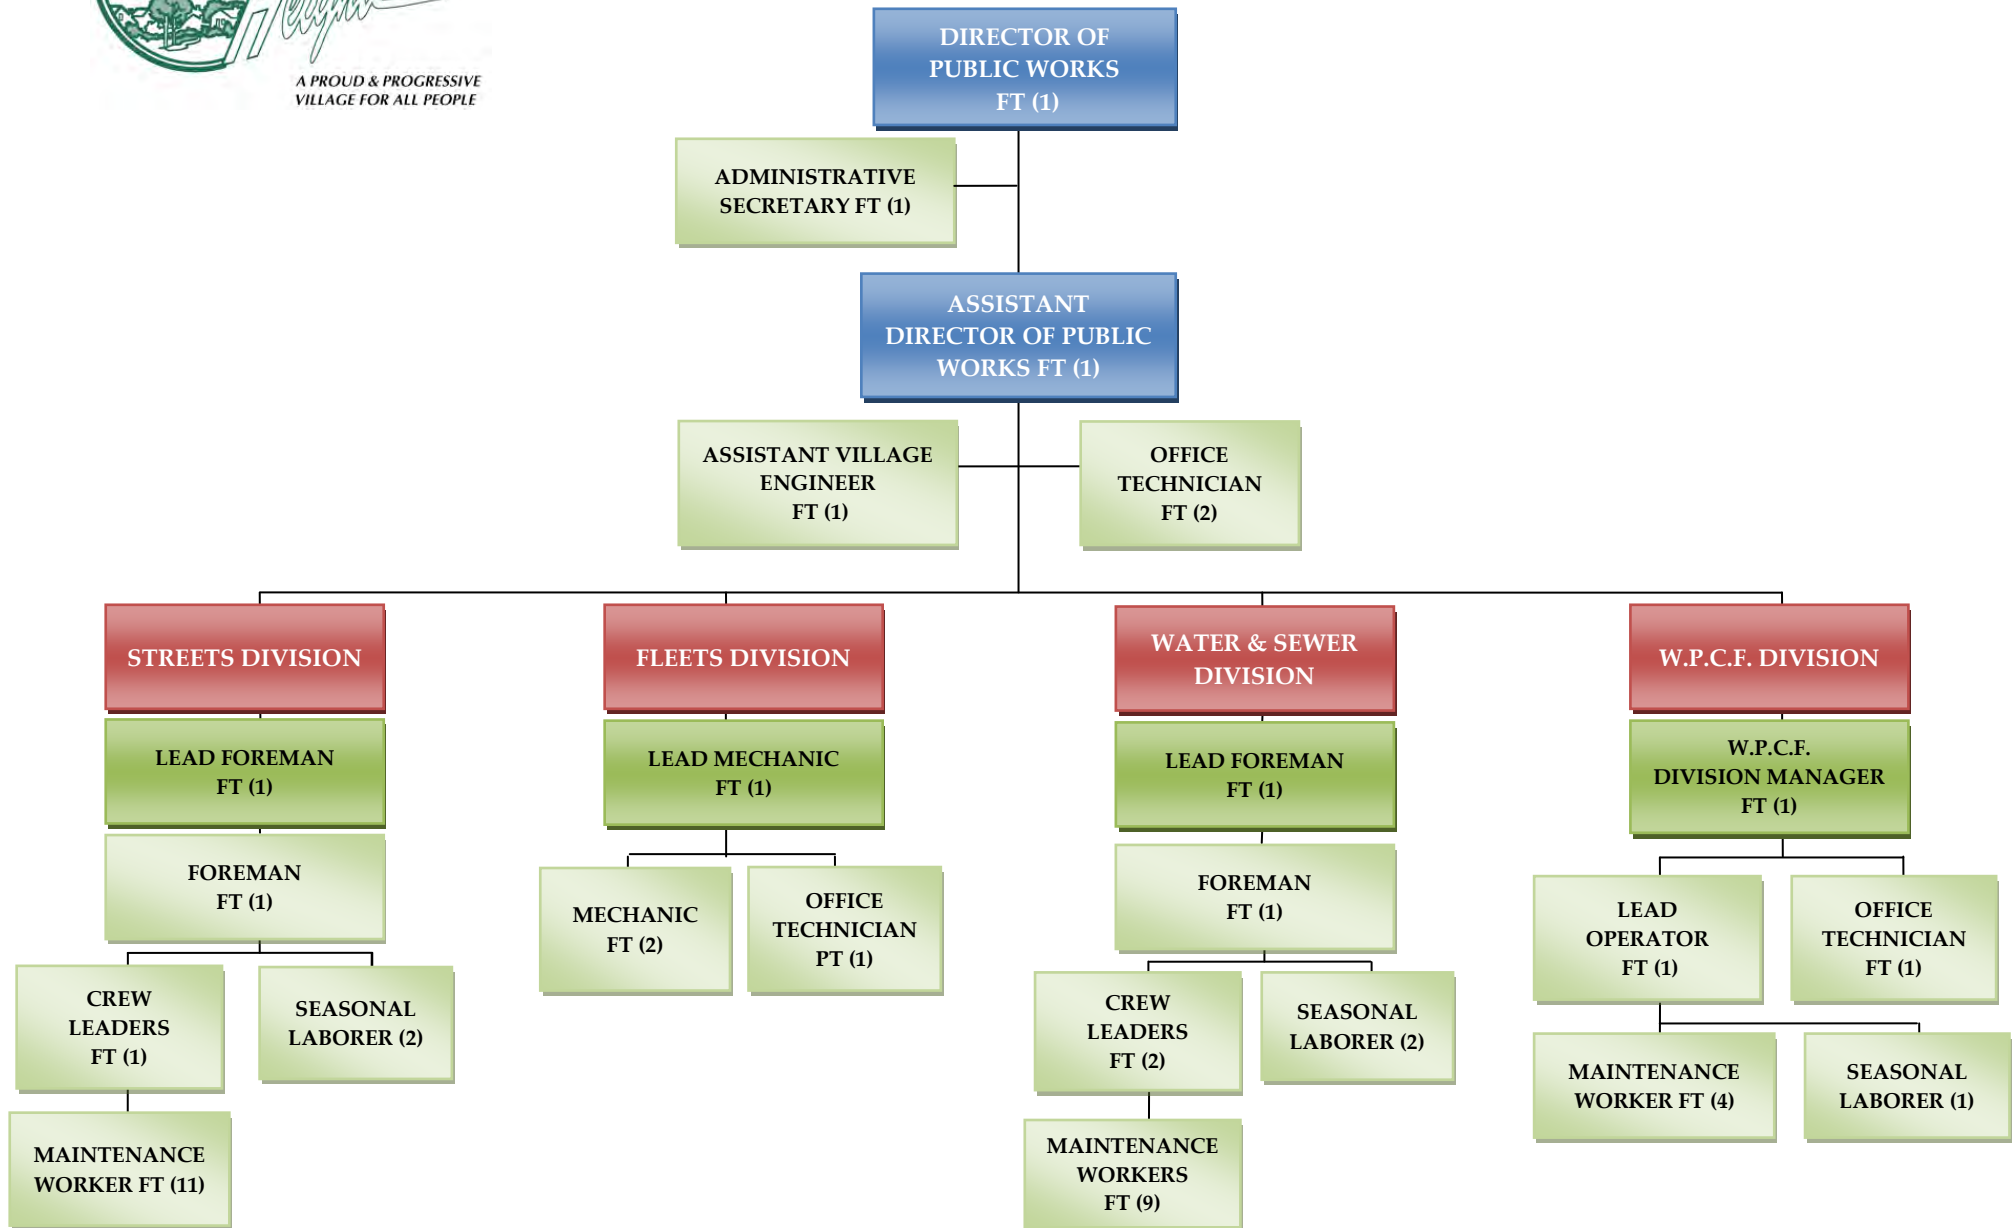 A PROUD & PROGRESSIVE
VILLAGE FOR ALL PEOPLE
DIRECTOR OF
PUBLIC WORKS
FT (1)
ADMINISTRATIVE
SECRETARY FT (1)
ASSISTANT
DIRECTOR OF PUBLIC
WORKS FT (1)
ASSISTANT VILLAGE
ENGINEER
FT (1)
OFFICE
TECHNICIAN
FT (2)
STREETS DIVISION
LEAD FOREMAN
FT (1)
FOREMAN
FT (1)
CREW
LEADERS
FT (1)
SEASONAL
LABORER (2)
MAINTENANCE
WORKER FT (11)
FLEETS DIVISION
LEAD MECHANIC
FT (1)
MECHANIC
FT (2)
OFFICE
TECHNICIAN
PT (1)
WATER & SEWER
DIVISION
LEAD FOREMAN
FT (1)
FOREMAN
FT (1)
CREW
LEADERS
FT (2)
SEASONAL
LABORER (2)
MAINTENANCE
WORKERS
FT (9)
W.P.C.F. DIVISION
W.P.C.F.
DIVISION MANAGER
FT (1)
LEAD
OPERATOR
FT (1)
OFFICE
TECHNICIAN
FT (1)
MAINTENANCE
WORKER FT (4)
SEASONAL
LABORER (1)